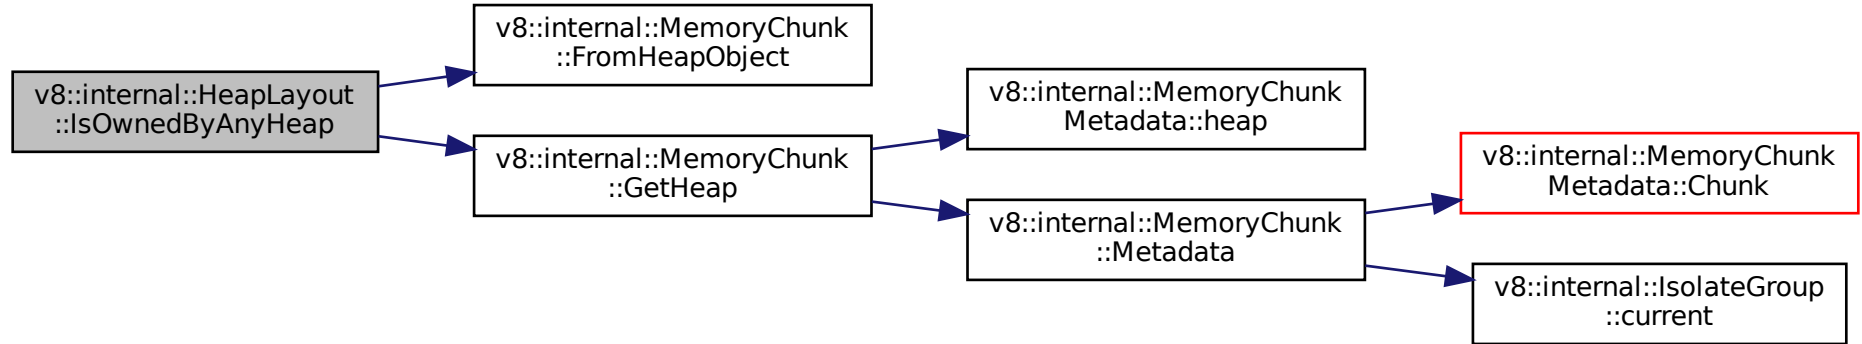 v8::internal::HeapLayout
::IsOwnedByAnyHeap
v8::internal::MemoryChunk
::FromHeapObject
v8::internal::MemoryChunk
::GetHeap
v8::internal::MemoryChunk
Metadata::heap
v8::internal::MemoryChunk
::Metadata
v8::internal::MemoryChunk
Metadata::Chunk
v8::internal::IsolateGroup
::current